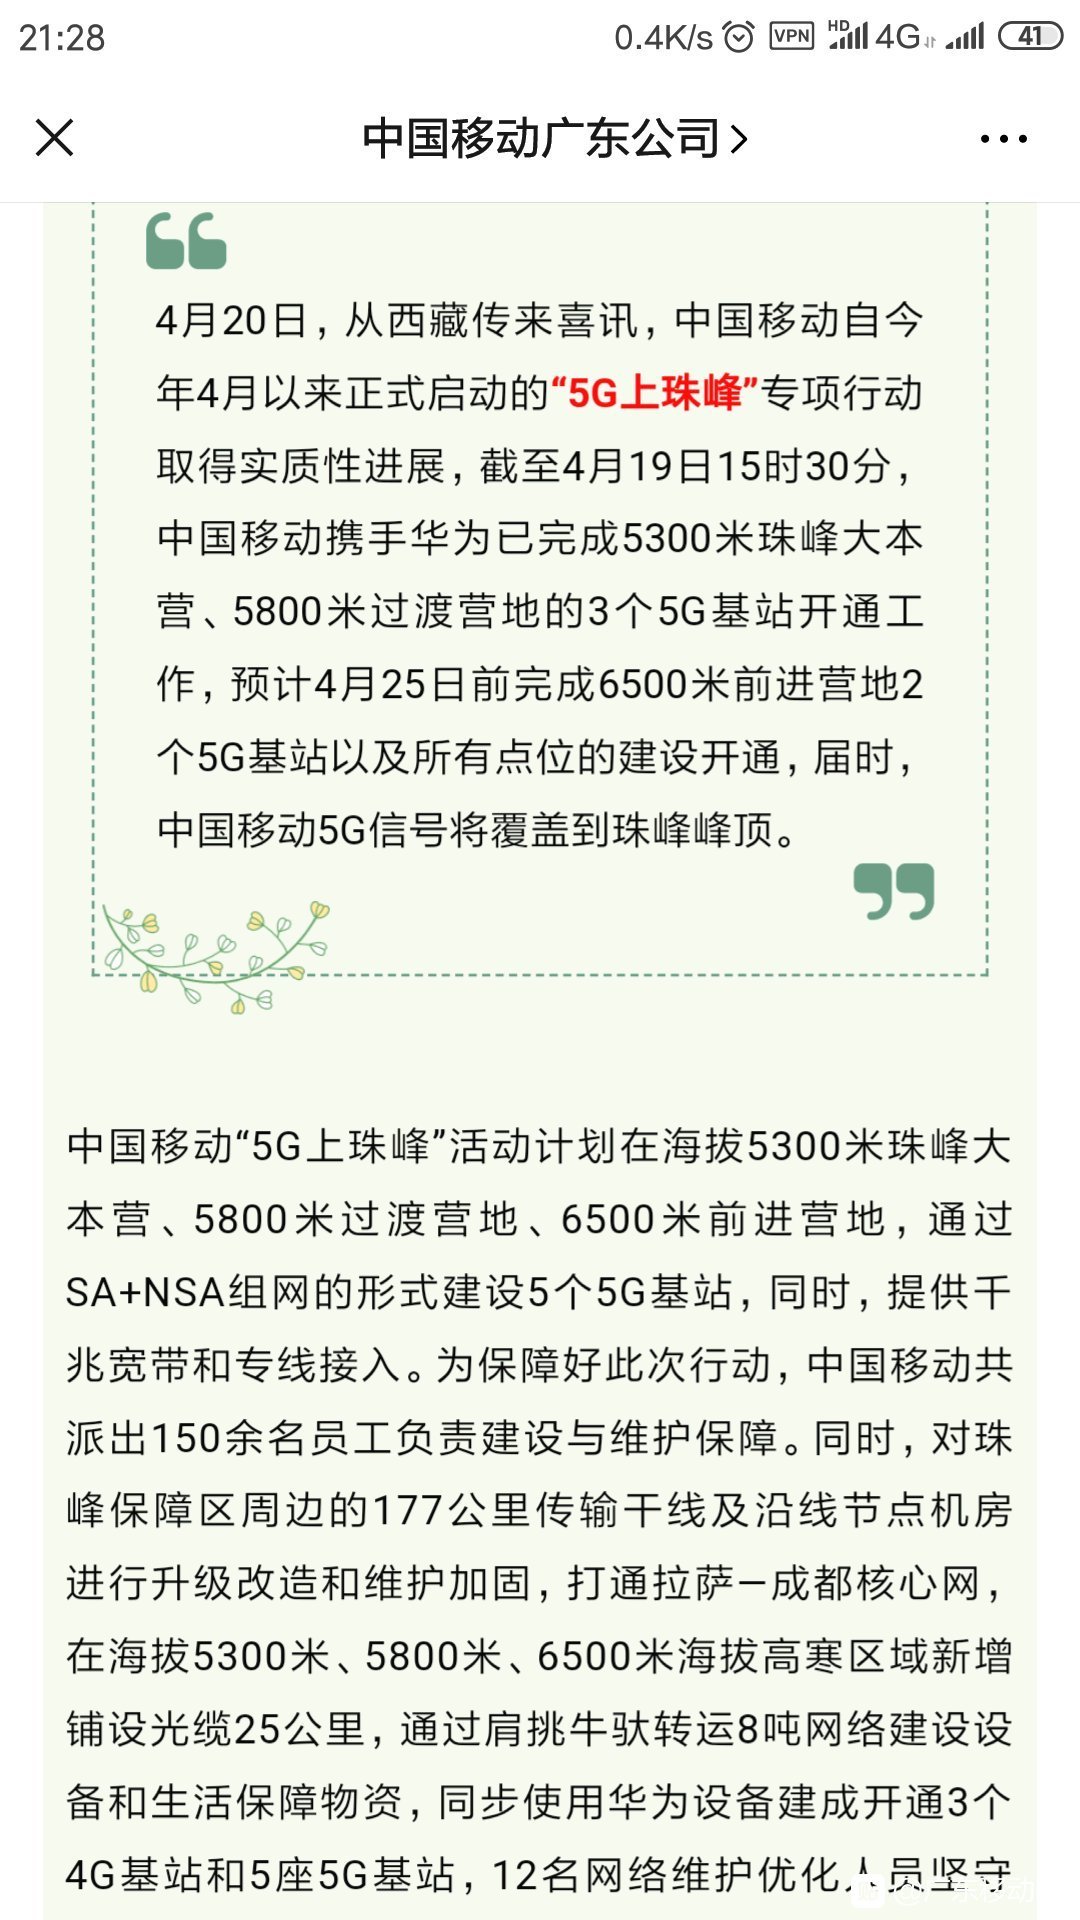 21:28
0.4K/s VPN HD 4G 41
中国移动广东公司
4月20日，从西藏传来喜讯，中国移动自今
年4月以来正式启动的“5G上珠峰”专项行动
取得实质性进展，截至4月19日15时30分，
中国移动携手华为已完成5300米珠峰大本
营、5800米过渡营地的3个5G基站开通工
作，预计4月25日前完成6500米前进营地2
个5G基站以及所有点位的建设开通，届时，
中国移动5G信号将覆盖到珠峰峰顶。
中国移动“5G上珠峰”活动计划在海拔5300米珠峰大
本营、5800米过渡营地、6500米前进营地，通过
SA+NSA组网的形式建设5个5G基站，同时，提供千
兆宽带和专线接入。为保障好此次行动，中国移动共
派出150余名员工负责建设与维护保障。同时，对珠
峰保障区周边的177公里传输干线及沿线节点机房
进行升级改造和维护加固，打通拉萨—成都核心网，
在海拔5300米、5800米、6500米海拔高寒区域新增
铺设光缆25公里，通过肩挑牛驮转运8吨网络建设设
备和生活保障物资，同步使用华为设备建成开通3个
4G基站和5座5G基站，12名网络维护优化人员坚守